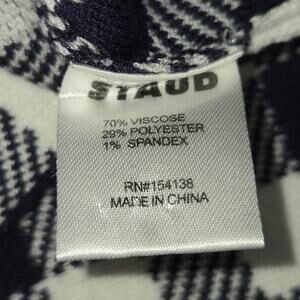 STAUD
70% VISCOSE
29% POLYESTER
1% SPANDEX
RN#154138
MADE IN CHINA